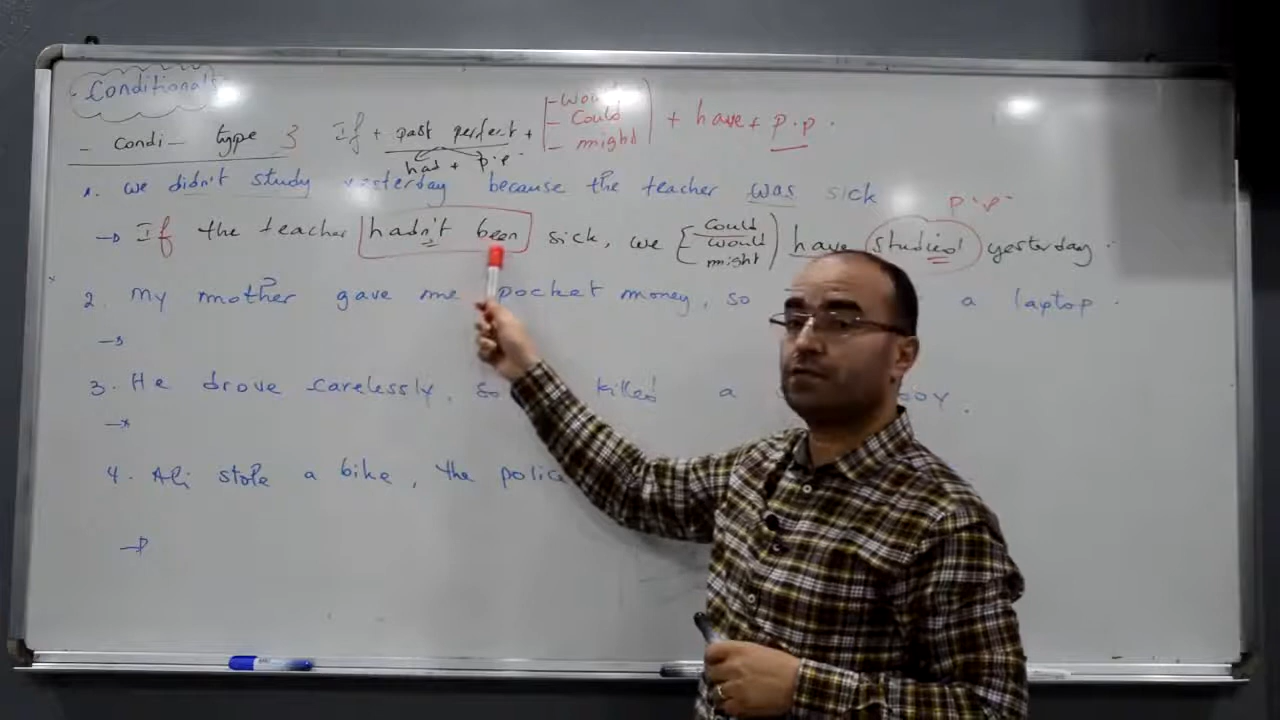 Conditionals
- Condi- type 3 If + past perfect + - would - Could - might + have + p.p.
had + p.p.
1. we didn't study yesterday because the teacher was sick
p.p.
→ If the teacher hadn't been sick, we could would might have studied yesterday.
2. My mother gave me pocket money, so a laptop.
→
3. He drove carelessly, so killed a boy.
→
4. Ali stole a bike, the police
→